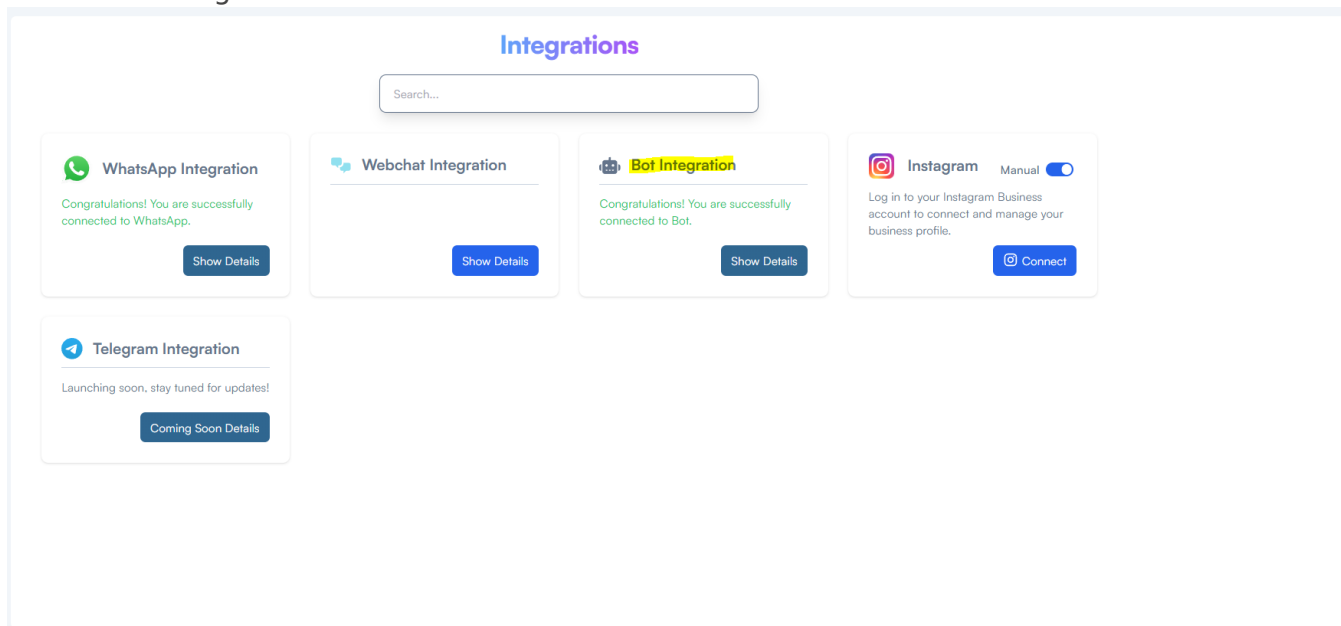 Integrations
Search...
WhatsApp Integration
Congratulations! You are successfully
connected to WhatsApp.
Show Details
Webchat Integration
Show Details
Bot Integration
Congratulations! You are successfully
connected to Bot.
Show Details
Instagram
Manual
Log in to your Instagram Business
account to connect and manage your
business profile.
Connect
Telegram Integration
Launching soon, stay tuned for updates!
Coming Soon Details